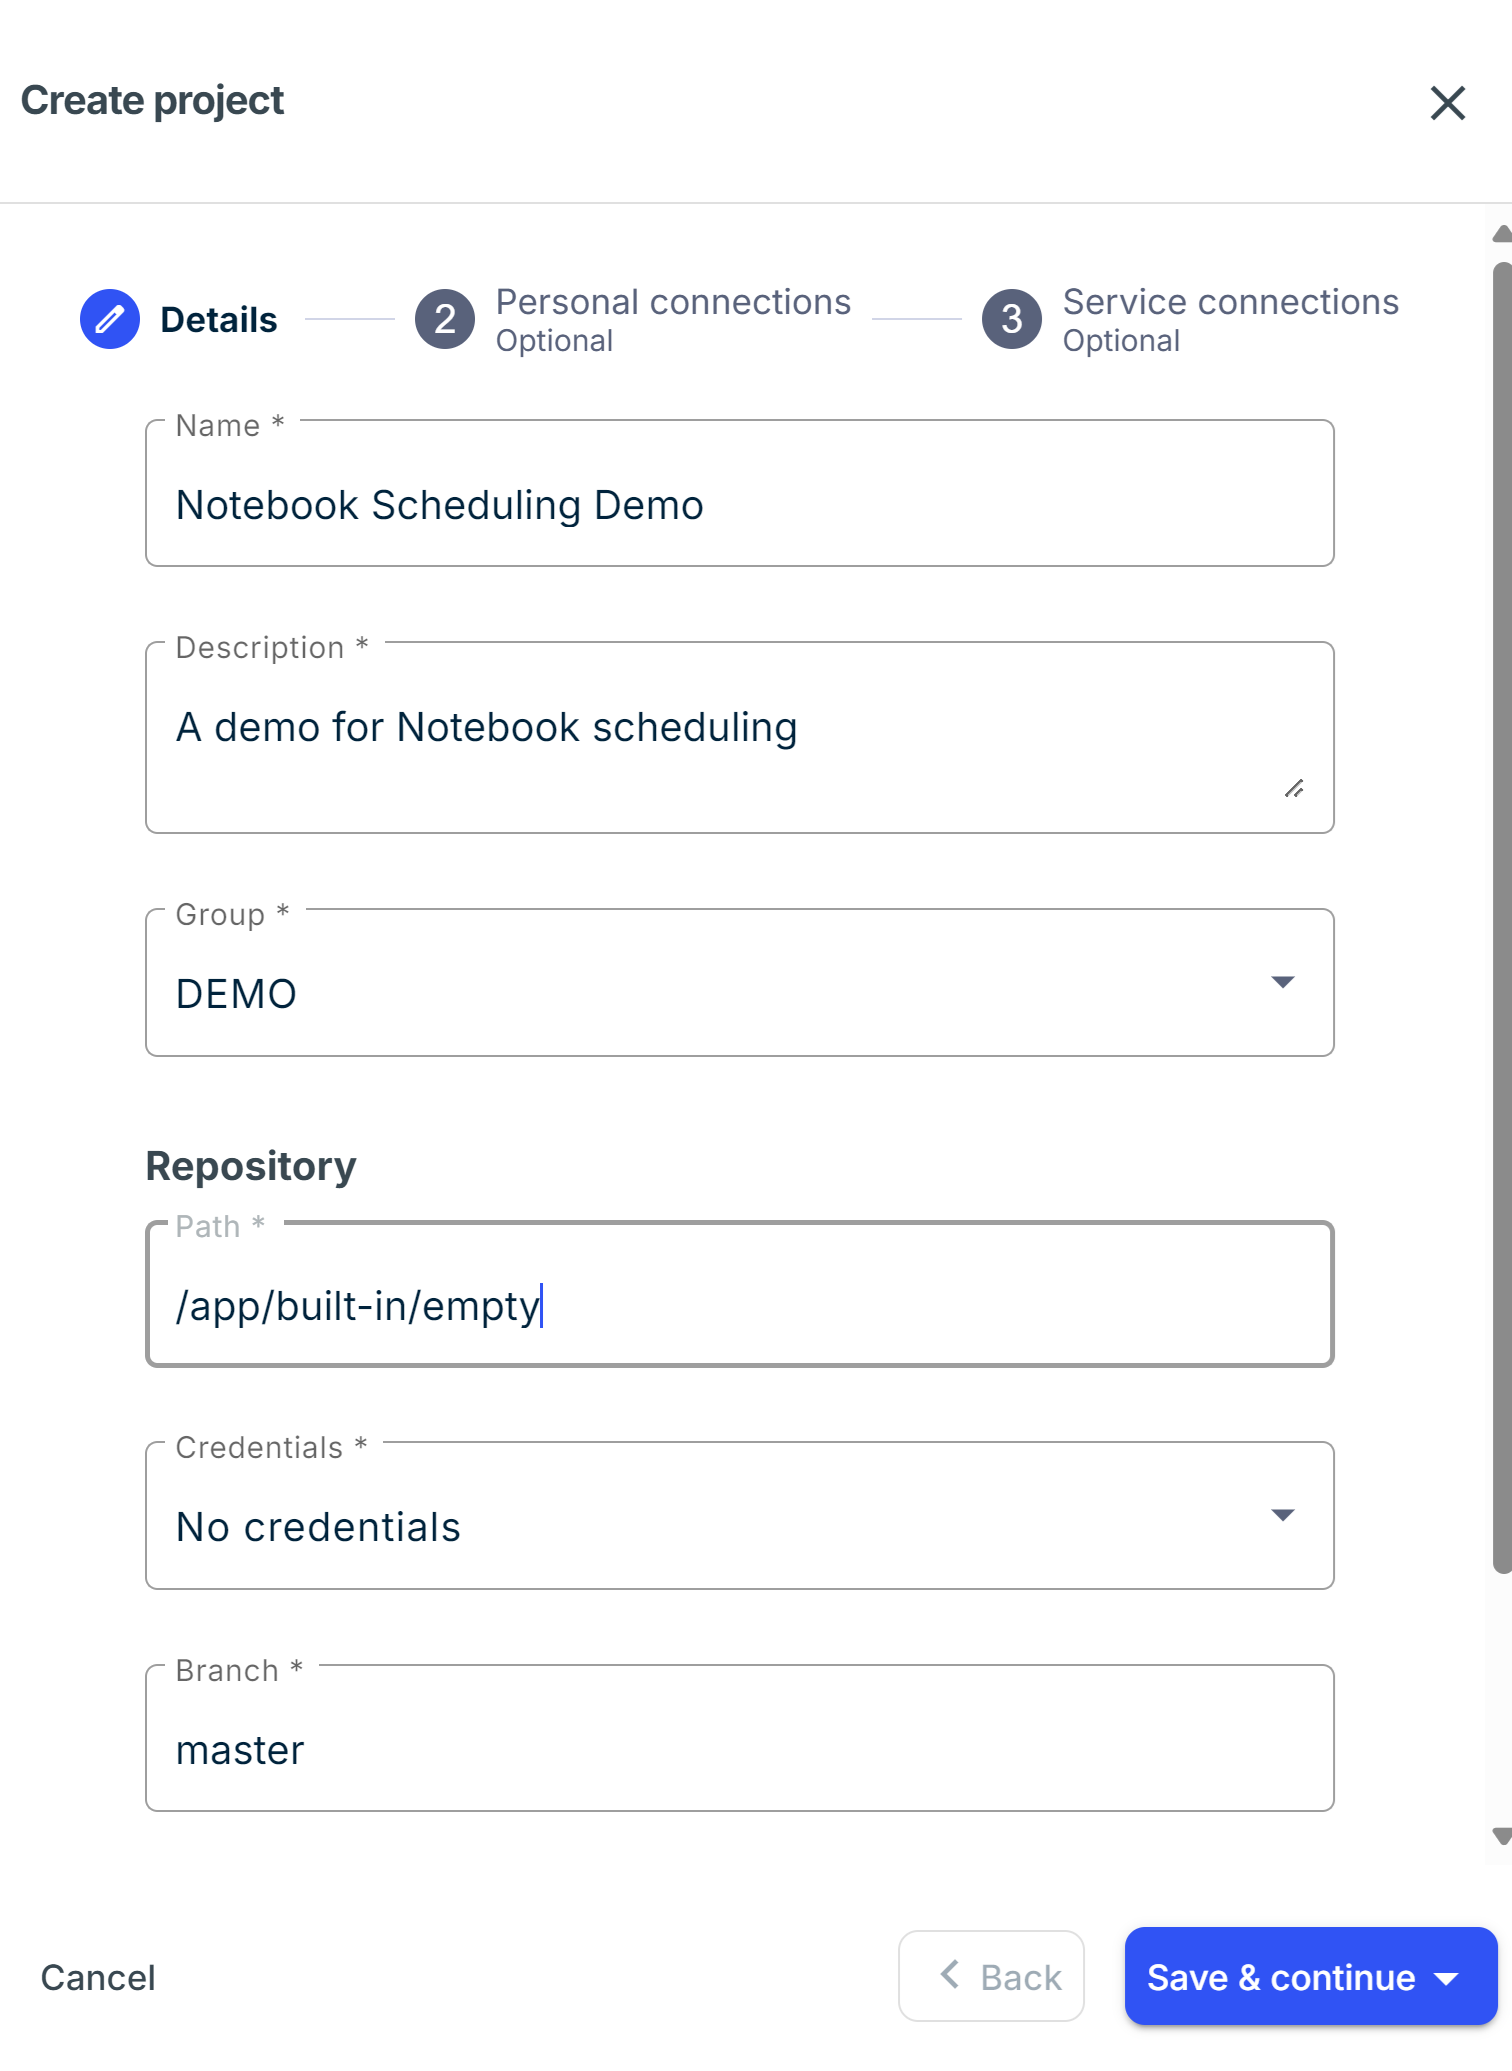 Create project
Details
2
Personal connections
Optional
3
Service connections
Optional
Name *
Notebook Scheduling Demo
Description *
A demo for Notebook scheduling
Group *
DEMO
Repository
Path *
/app/built-in/empty
Credentials *
No credentials
Branch *
master
Cancel
Back
Save & continue